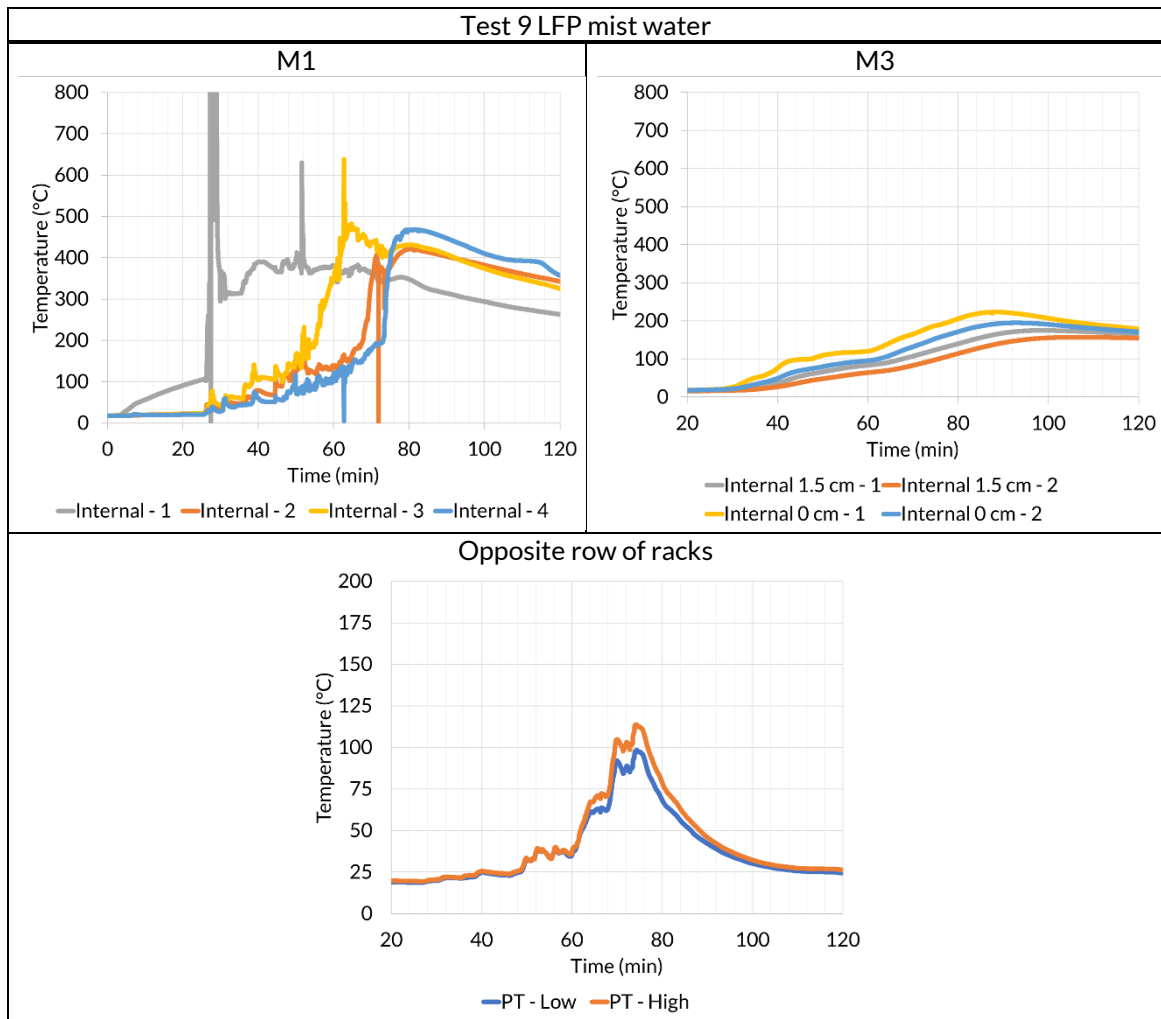 Test 9 LFP mist water
M1
800
700
600
500
400
300
200
100
0
Temperature (°C)
0 20 40 60 80 100 120
Time (min)
Internal - 1 Internal - 2 Internal - 3 Internal - 4
M3
800
700
600
500
400
300
200
100
0
Temperature (°C)
20 40 60 80 100 120
Time (min)
Internal 1.5 cm - 1 Internal 1.5 cm - 2
Internal 0 cm - 1 Internal 0 cm - 2
Opposite row of racks
200
175
150
125
100
75
50
25
0
Temperature (°C)
20 40 60 80 100 120
Time (min)
PT - Low PT - High